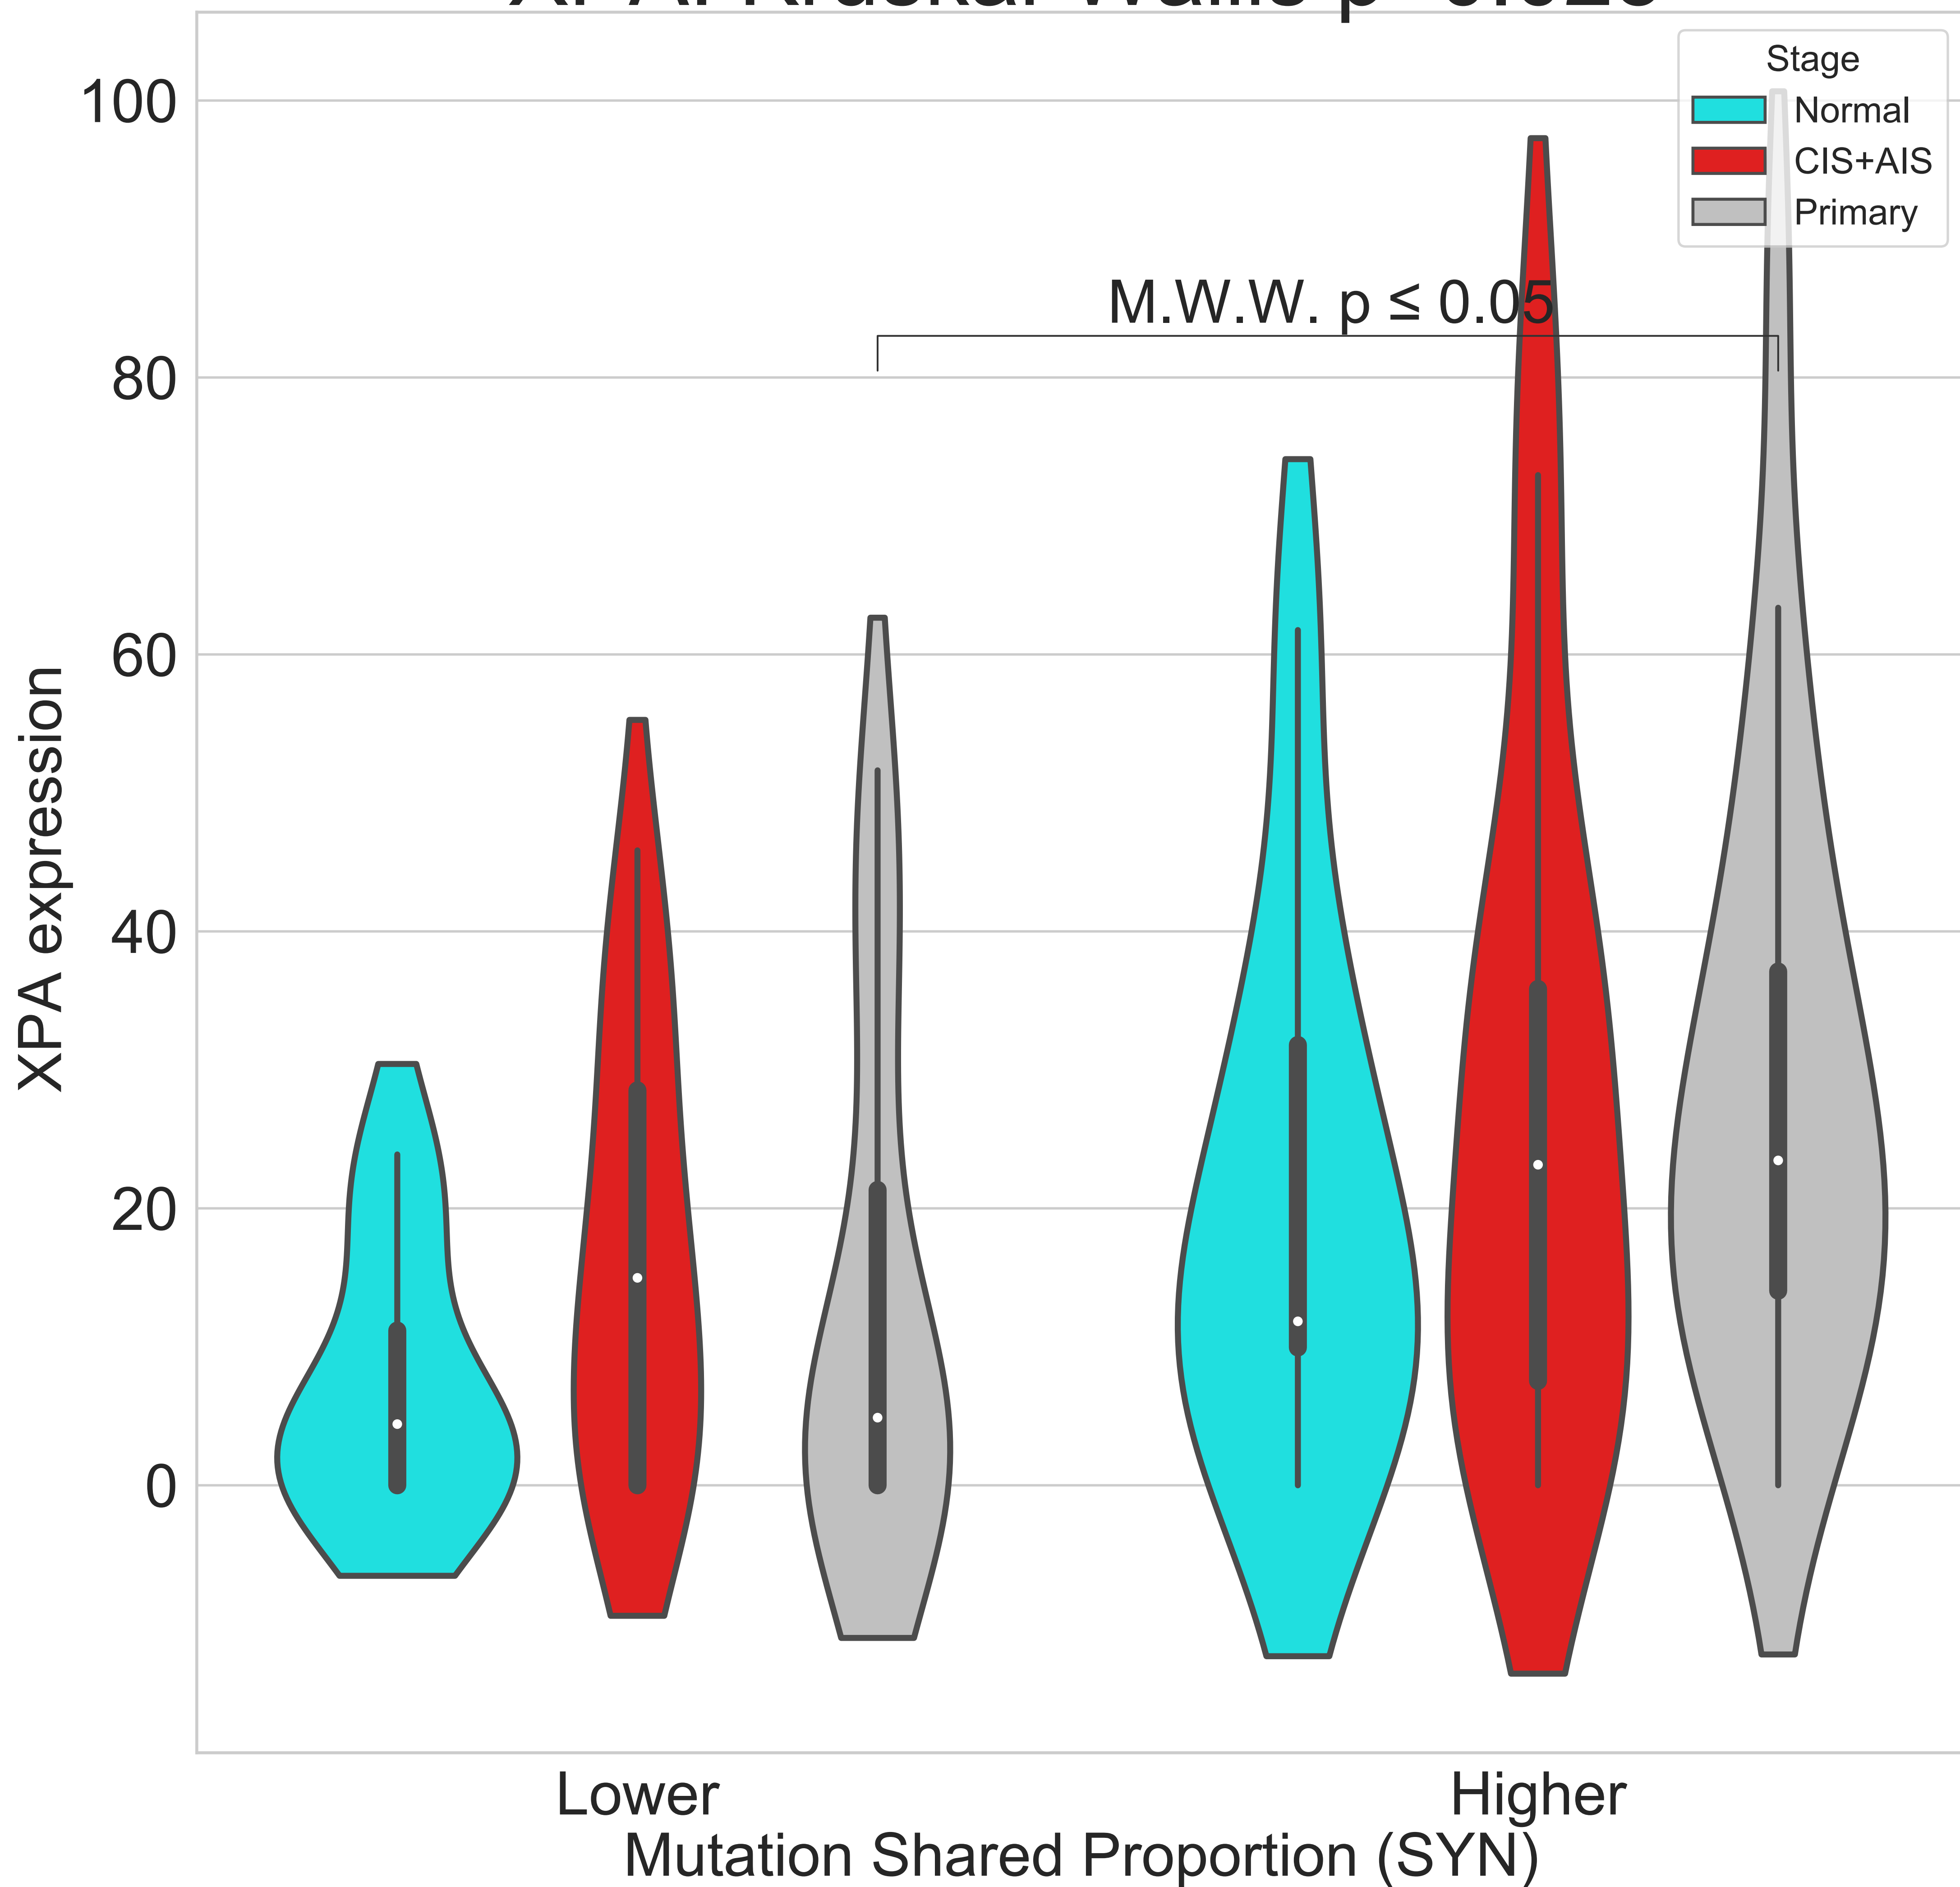 Stage
Normal
CIS+AIS
Primary
M.W.W. p ≤ 0.05
100
80
60
40
20
0
XPA expression
Lower
Higher
Mutation Shared Proportion (SYN)